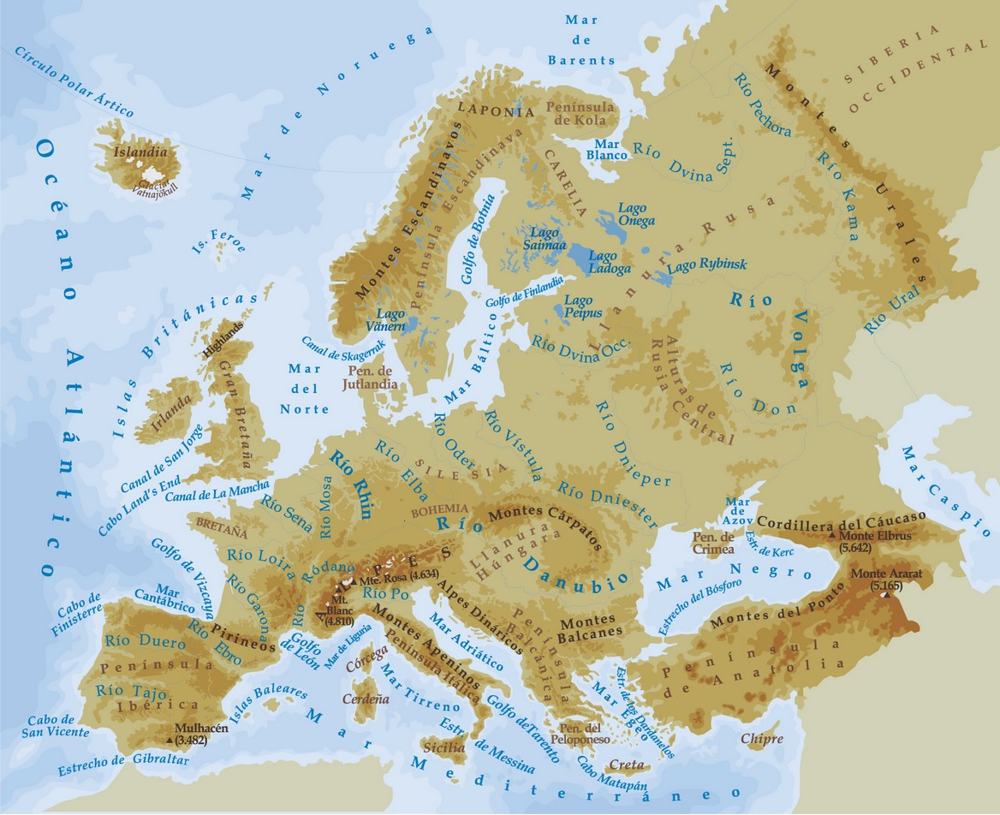 Mar
de
Barents
SIBERIA
OCCIDENTAL
Círculo Polar Ártico
Mar de Noruega
Montes Urales
Río Pechora
LAPONIA
Península
de Kola
Mar
Blanco
Río Dvina Sept.
Islandia
Glaciar
Vatnajökull
Océano Atlántico
Montes Escandinavos
Península Escandinava
CARELIA
Río Kama
Is. Feroe
Golfo de Botnia
Lago
Onega
Lago
Saimaa
Lago
Ladoga
Llanura Rusa
Lago Rybinsk
Golfo de Finlandia
Lago
Peipus
Río Volga
Río Ural
Islas Británicas
Highlands
Lago
Vänern
Canal de Skagerrak
Mar
del
Norte
Pen. de
Jutlandia
Mar Báltico
Río Dvina Occ.
Alturas de
Rusia Central
Río Don
Irlanda
Gran Bretaña
Canal de San Jorge
Cabo Land's End
Canal de La Mancha
Río Rhin
Río Elba
Río Oder
Río Vístula
Río Dnieper
SILESIA
Río Dniester
Mar Caspio
Río Sena
Río Mosa
BRETAÑA
BOHEMIA
Río Danubio
Montes Cárpatos
Llanura
Húngara
Mar
de
Azov
Cordillera del Cáucaso
Monte Elbrus
(5.642)
Pen. de
Crimea
Estr. de Kerc
Golfo de Vizcaya
Río Loira
Río Ródano
ALPES
Mte. Rosa (4.634)
Mt.
Blanc
(4.810)
Río Po
Mar Negro
Monte Ararat
(5.165)
Estrecho del Bósforo
Montes del Ponto
Cabo de
Finisterre
Mar
Cantábrico
Río Garona
Alpes Dináricos
Península
Balcánica
Montes
Balcanes
Río Duero
Río Ebro
Pirineos
Golfo
de León
Mar de Liguria
Montes Apeninos
Península Itálica
Mar Adriático
Península
de Anatolia
Península
Ibérica
Río Tajo
Córcega
Cerdeña
Mar Tirreno
Islas Baleares
Mar Egeo
Estr. de los Dardanelos
Cabo de
San Vicente
Mulhacén
(3.482)
Golfo de Tarento
Estr. de Messina
Pen. del
Peloponeso
Chipre
Estrecho de Gibraltar
Sicilia
Creta
Cabo Matapán
Mar Mediterráneo